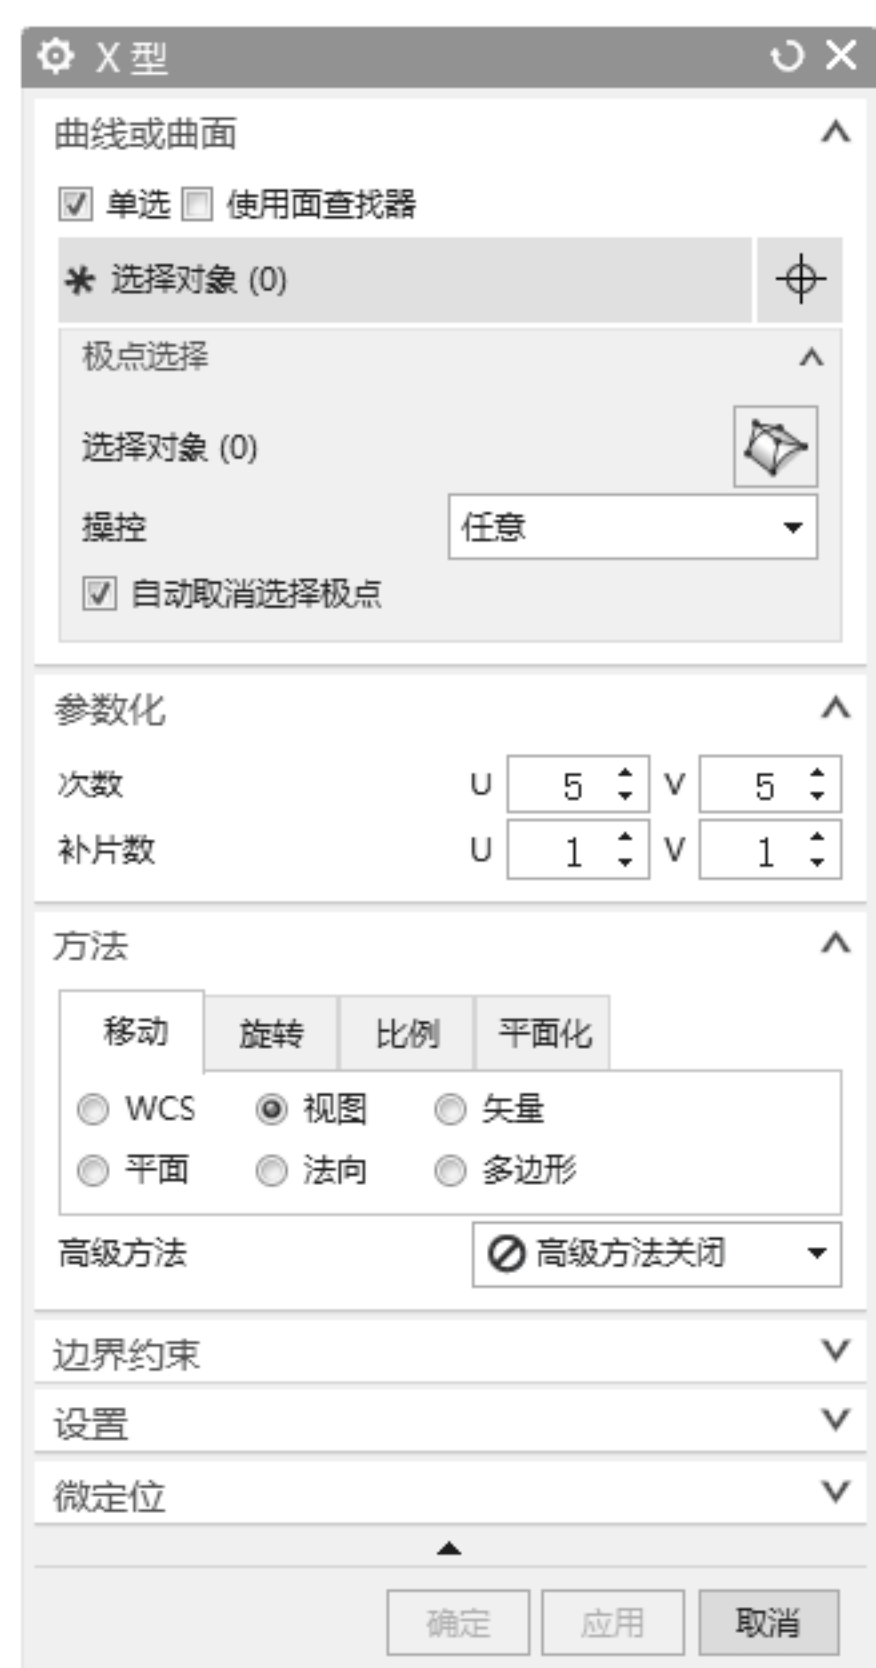 X 型
曲线或曲面
单选 使用面查找器
选择对象 (0)
极点选择
选择对象 (0)
操控 任意
自动取消选择极点
参数化
次数 U 5 V 5
补片数 U 1 V 1
方法
移动 旋转 比例 平面化
WCS 视图 矢量
平面 法向 多边形
高级方法 高级方法关闭
边界约束
设置
微定位
确定 应用 取消